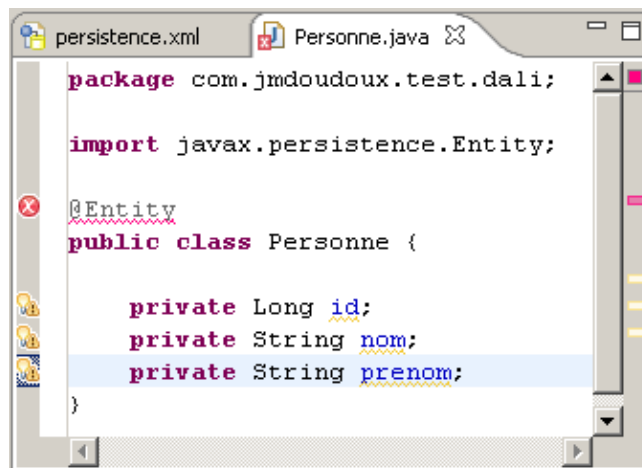 persistence.xml Personne.java
package com.jmdoudoux.test.dali;
import javax.persistence.Entity;
@Entity
public class Personne {
private Long id;
private String nom;
private String prenom;
}